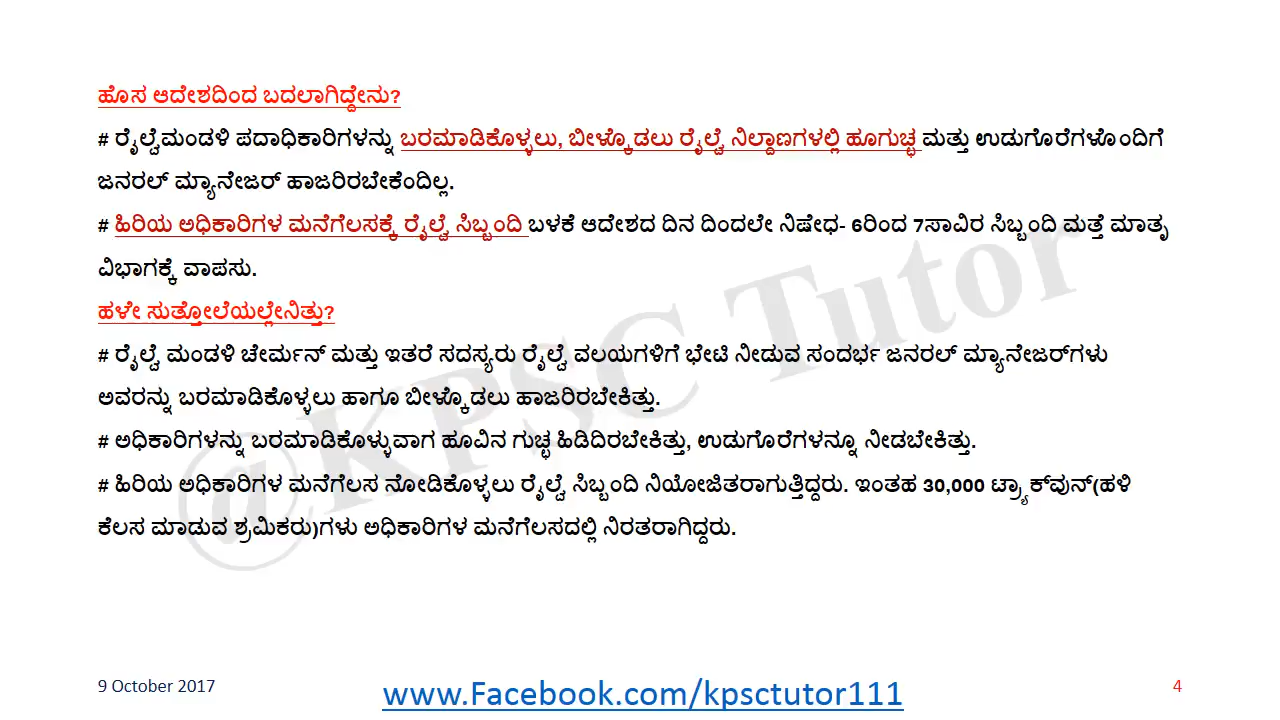 ಹೊಸ ಆದೇಶದಿಂದ ಬದಲಾಗಿದ್ದೇನು?
# ರೈಲ್ವೆಮಂಡಳಿ ಪದಾಧಿಕಾರಿಗಳನ್ನು ಬರಮಾಡಿಕೊಳ್ಳಲು, ಬೀಳ್ಕೊಡಲು ರೈಲ್ವೆ ನಿಲ್ದಾಣಗಳಲ್ಲಿ ಹೂಗುಚ್ಛ ಮತ್ತು ಉಡುಗೊರೆಗಳೊಂದಿಗೆ
ಜನರಲ್ ಮ್ಯಾನೇಜರ್ ಹಾಜರಿರಬೇಕೆಂದಿಲ್ಲ.
# ಹಿರಿಯ ಅಧಿಕಾರಿಗಳ ಮನೆಗೆಲಸಕ್ಕೆ ರೈಲ್ವೆ ಸಿಬ್ಬಂದಿ ಬಳಕೆ ಆದೇಶದ ದಿನ ದಿಂದಲೇ ನಿಷೇಧ- 6ರಿಂದ 7ಸಾವಿರ ಸಿಬ್ಬಂದಿ ಮತ್ತೆ ಮಾತೃ
ವಿಭಾಗಕ್ಕೆ ವಾಪಸು.
ಹಳೇ ಸುತ್ತೋಲೆಯಲ್ಲೇನಿತ್ತು?
# ರೈಲ್ವೆ ಮಂಡಳಿ ಚೇರ್ಮನ್ ಮತ್ತು ಇತರೆ ಸದಸ್ಯರು ರೈಲ್ವೆ ವಲಯಗಳಿಗೆ ಭೇಟಿ ನೀಡುವ ಸಂದರ್ಭ ಜನರಲ್ ಮ್ಯಾನೇಜರ್‌ಗಳು
ಅವರನ್ನು ಬರಮಾಡಿಕೊಳ್ಳಲು ಹಾಗೂ ಬೀಳ್ಕೊಡಲು ಹಾಜರಿರಬೇಕಿತ್ತು.
# ಅಧಿಕಾರಿಗಳನ್ನು ಬರಮಾಡಿಕೊಳ್ಳುವಾಗ ಹೂವಿನ ಗುಚ್ಛ ಹಿಡಿದಿರಬೇಕಿತ್ತು, ಉಡುಗೊರೆಗಳನ್ನೂ ನೀಡಬೇಕಿತ್ತು.
# ಹಿರಿಯ ಅಧಿಕಾರಿಗಳ ಮನೆಗೆಲಸ ನೋಡಿಕೊಳ್ಳಲು ರೈಲ್ವೆ ಸಿಬ್ಬಂದಿ ನಿಯೋಜಿತರಾಗುತ್ತಿದ್ದರು. ಇಂತಹ 30,000 ಟ್ರ್ಯಾಕ್‌ವುನ್(ಹಳಿ
ಕೆಲಸ ಮಾಡುವ ಶ್ರಮಿಕರು)ಗಳು ಅಧಿಕಾರಿಗಳ ಮನೆಗೆಲಸದಲ್ಲಿ ನಿರತರಾಗಿದ್ದರು.
@KPSC Tutor
9 October 2017
www.Facebook.com/kpsctutor111
4